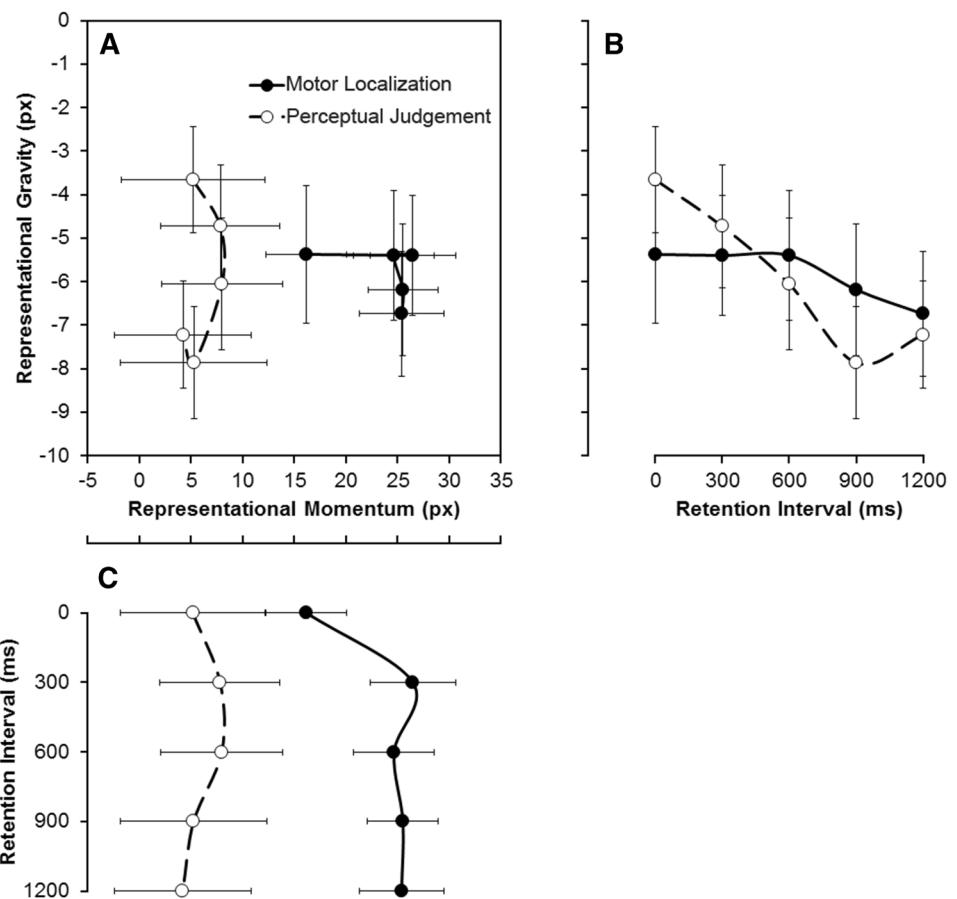 A
B
Motor Localization
Perceptual Judgement
Representational Gravity (px)
0
-1
-2
-3
-4
-5
-6
-7
-8
-9
-10
-5 0 5 10 15 20 25 30 35
Representational Momentum (px)
0 300 600 900 1200
Retention Interval (ms)
C
Retention Interval (ms)
0
300
600
900
1200